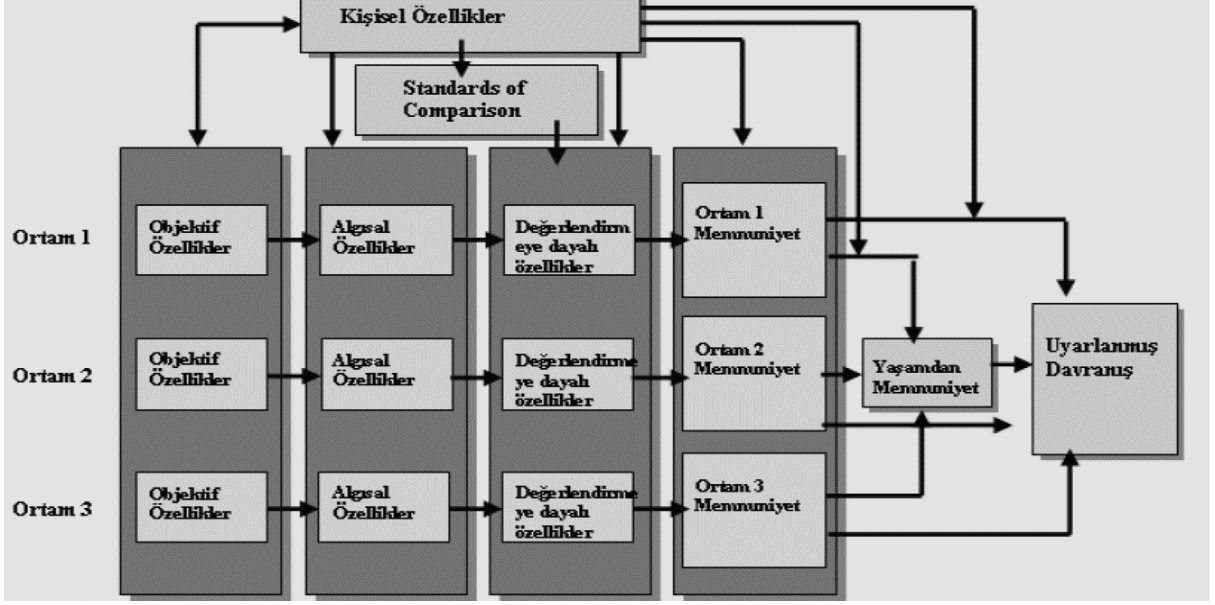 Kişisel Özellikler
Standards of
Comparison
Ortam 1
Objektif
Özellikler
Algısal
Özellikler
Değerlendirm
eye dayalı
özellikler
Ortam 1
Memnuniyet
Ortam 2
Objektif
Özellikler
Algısal
Özellikler
Değerlendirme
ye dayalı
özellikler
Ortam 2
Memnuniyet
Yaşamdan
Memnuniyet
Uyarlanmış
Davranış
Ortam 3
Objektif
Özellikler
Algısal
Özellikler
Değerlendirme
ye dayalı
özellikler
Ortam 3
Memnuniyet